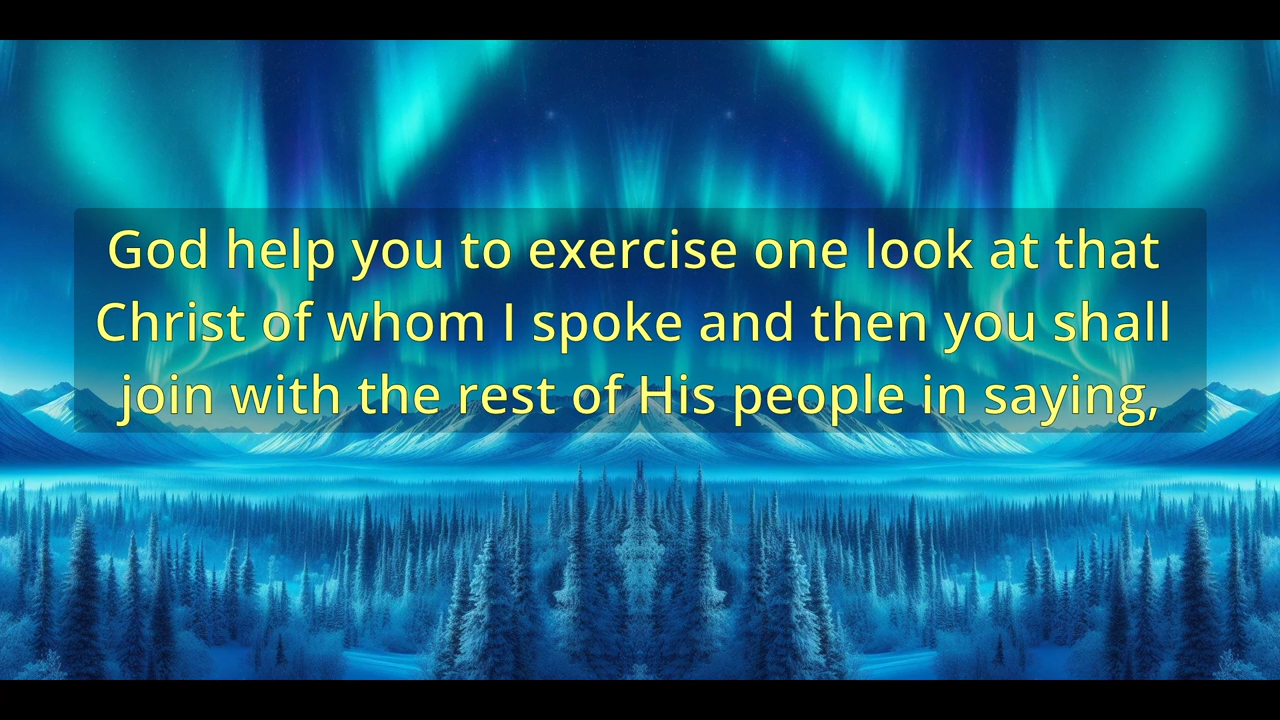 God help you to exercise one look at that
Christ of whom I spoke and then you shall
join with the rest of His people in saying,